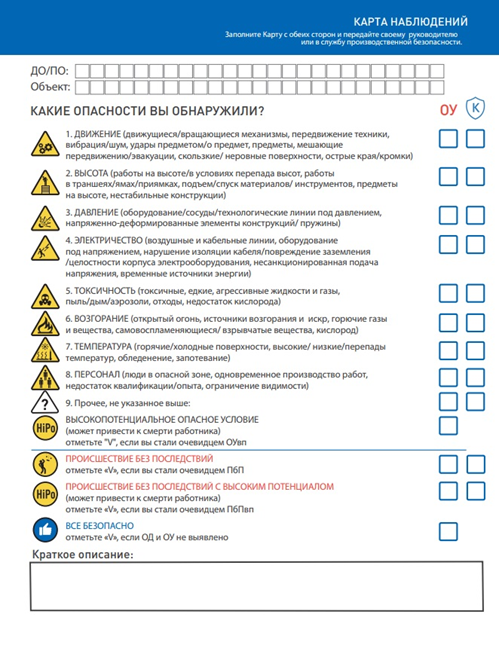 КАРТА НАБЛЮДЕНИЙ
Заполните Карту с обеих сторон и передайте своему руководителю
или в службу производственной безопасности.
ДО/ПО:
Объект:
КАКИЕ ОПАСНОСТИ ВЫ ОБНАРУЖИЛИ?
ОУ
К
1. ДВИЖЕНИЕ (движущиеся/вращающиеся механизмы, передвижение техники,
вибрация/шум, удары предметом/о предмет, предметы, мешающие
передвижению/эвакуации, скользкие/ неровные поверхности, острые края/кромки)
2. ВЫСОТА (работы на высоте/в условиях перепада высот, работы
в траншеях/ямах/приямках, подъем/спуск материалов/ инструментов, предметы
на высоте, нестабильные конструкции)
3. ДАВЛЕНИЕ (оборудование/сосуды/технологические линии под давлением,
напряженно-деформированные элементы конструкций/ пружины)
4. ЭЛЕКТРИЧЕСТВО (воздушные и кабельные линии, оборудование
под напряжением, нарушение изоляции кабеля/повреждение заземления
/целостности корпуса электрооборудования, несанкционированная подача
напряжения, временные источники энергии)
5. ТОКСИЧНОСТЬ (токсичные, едкие, агрессивные жидкости и газы,
пыль/дым/аэрозоли, отходы, недостаток кислорода)
6. ВОЗГОРАНИЕ (открытый огонь, источники возгорания и искр, горючие газы
и вещества, самовоспламеняющиеся/ взрывчатые вещества, кислород)
7. ТЕМПЕРАТУРА (горячие/холодные поверхности, высокие/ низкие/перепады
температур, обледенение, запотевание)
8. ПЕРСОНАЛ (люди в опасной зоне, одновременное производство работ,
недостаток квалификации/опыта, ограничение видимости)
?
9. Прочее, не указанное выше:
HiPo
ВЫСОКОПОТЕНЦИАЛЬНОЕ ОПАСНОЕ УСЛОВИЕ
(может привести к смерти работника)
отметьте "V", если вы стали очевидцем ОУвп
ПРОИСШЕСТВИЕ БЕЗ ПОСЛЕДСТВИЙ
отметьте «V», если вы стали очевидцем ПбП
HiPo
ПРОИСШЕСТВИЕ БЕЗ ПОСЛЕДСТВИЙ С ВЫСОКИМ ПОТЕНЦИАЛОМ
(может привести к смерти работника)
отметьте «V», если вы стали очевидцем ПбПвп
ВСЕ БЕЗОПАСНО
отметьте «V», если ОД и ОУ не выявлено
Краткое описание: